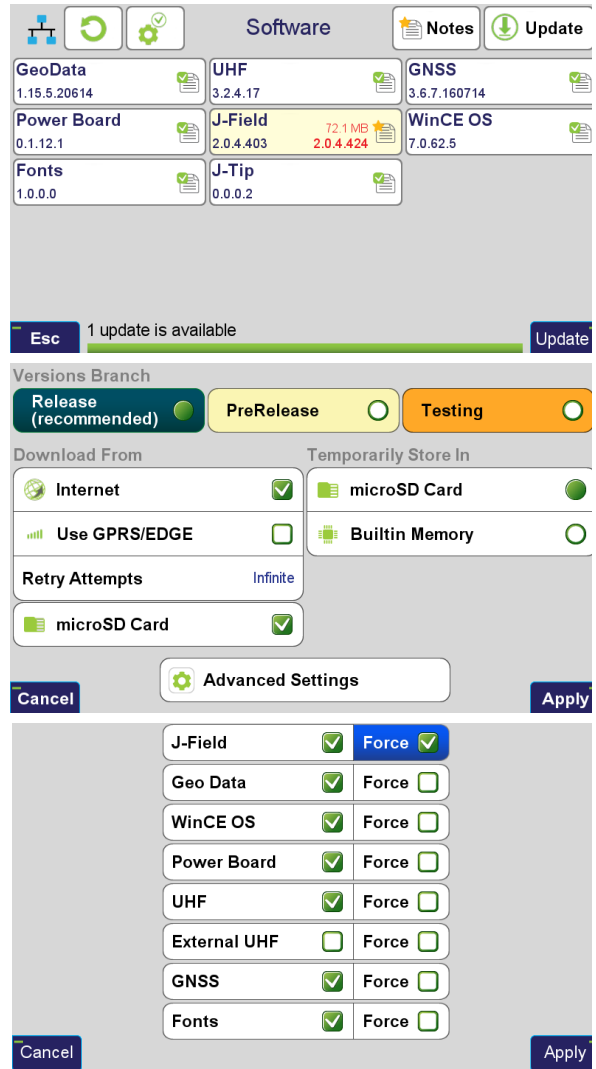 Software
Notes
Update
GeoData
1.15.5.20614
UHF
3.2.4.17
GNSS
3.6.7.160714
Power Board
0.1.12.1
J-Field
72.1 MB
2.0.4.403
2.0.4.424
WinCE OS
7.0.62.5
Fonts
1.0.0.0
J-Tip
0.0.0.2
Esc
1 update is available
Update
Versions Branch
Release
(recommended)
PreRelease
Testing
Download From
Temporarily Store In
Internet
microSD Card
Use GPRS/EDGE
Builtin Memory
Retry Attempts
Infinite
microSD Card
Advanced Settings
Cancel
Apply
J-Field
Force
Geo Data
Force
WinCE OS
Force
Power Board
Force
UHF
Force
External UHF
Force
GNSS
Force
Fonts
Force
Cancel
Apply